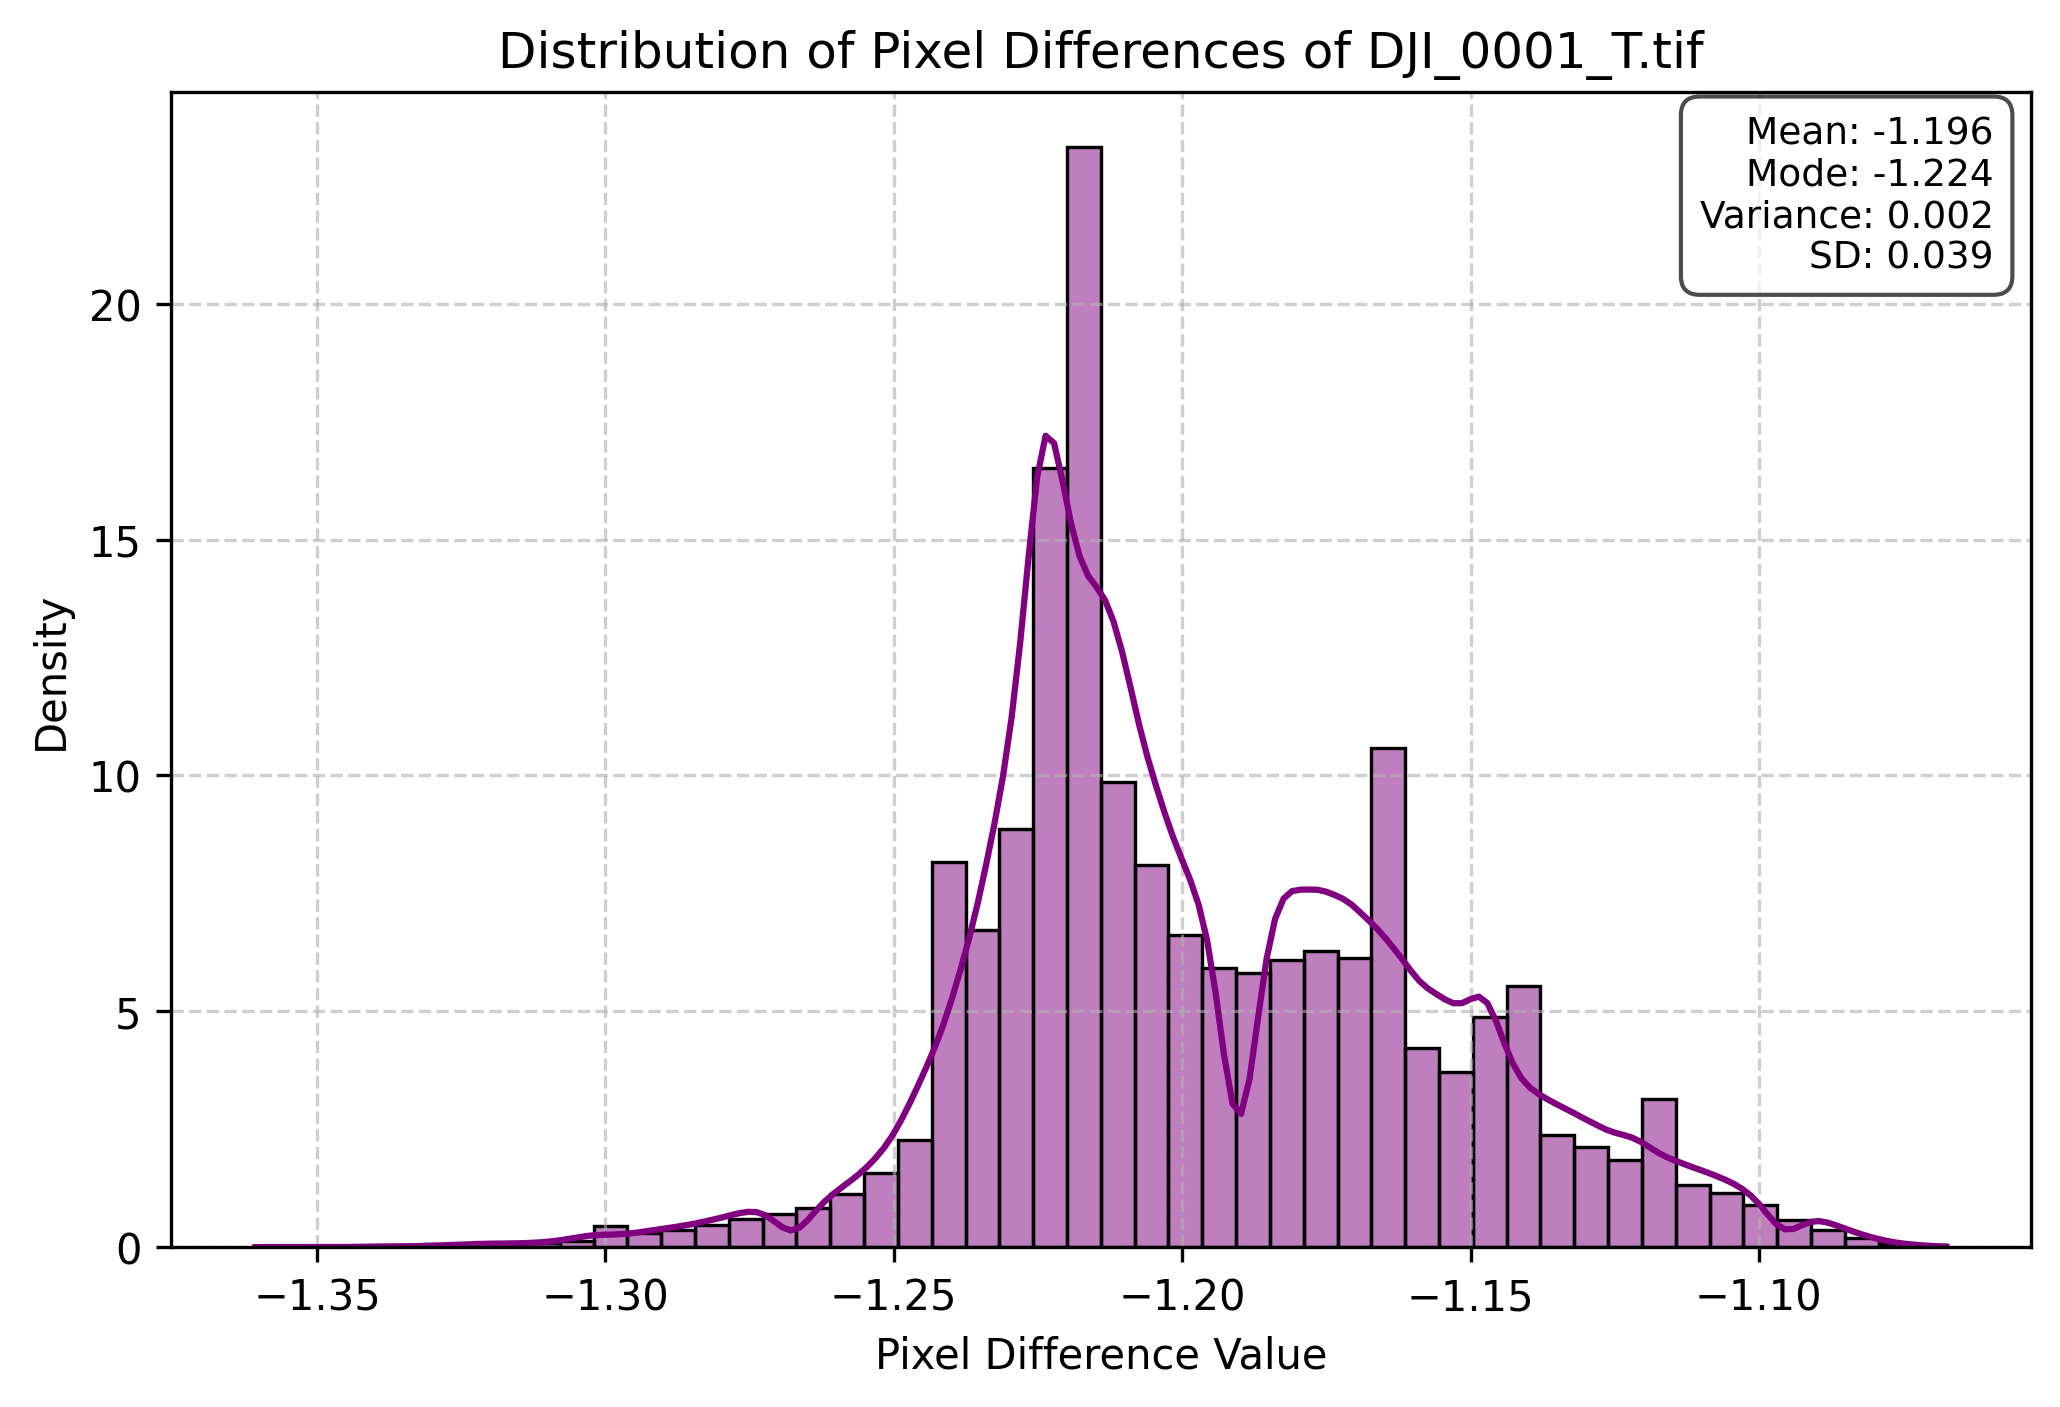 Distribution of Pixel Differences of DJI_0001_T.tif
Mean: -1.196
Mode: -1.224
Variance: 0.002
SD: 0.039
Density
20
15
10
5
0
−1.35 −1.30 −1.25 −1.20 −1.15 −1.10
Pixel Difference Value